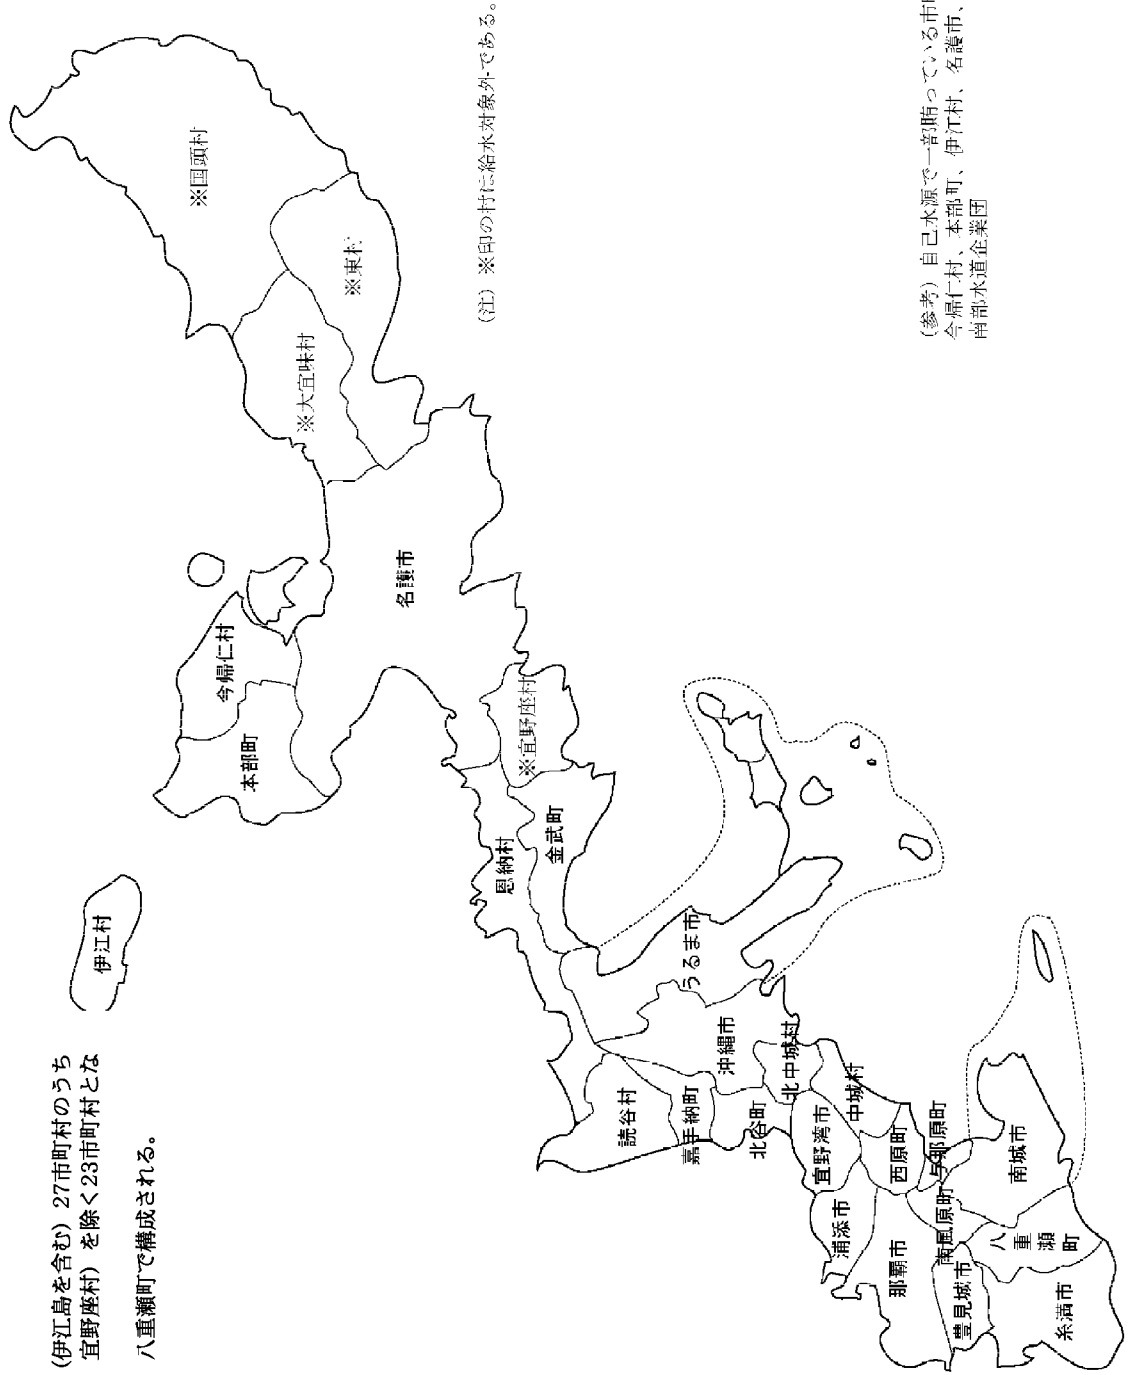 (伊江島を含む) 27市町村のうち
宜野座村) を除く23市町村とな
八重瀬町で構成される。
伊江村
本部町
今帰仁村
※国頭村
※大宜味村
※東村
名護市
※宜野座村
恩納村
金武町
うるま市
読谷村
嘉手納町
沖縄市
北谷町
北中城村
宜野湾市
中城村
浦添市
西原町
那覇市
与那原町
南風原町
豊見城市
南城市
八重瀬町
糸満市
(注) ※印の村は給水対象外である。
(参考) 自己水源で一部賄っている市
今帰仁村、本部町、伊江村、名護市、
南部水道企業団